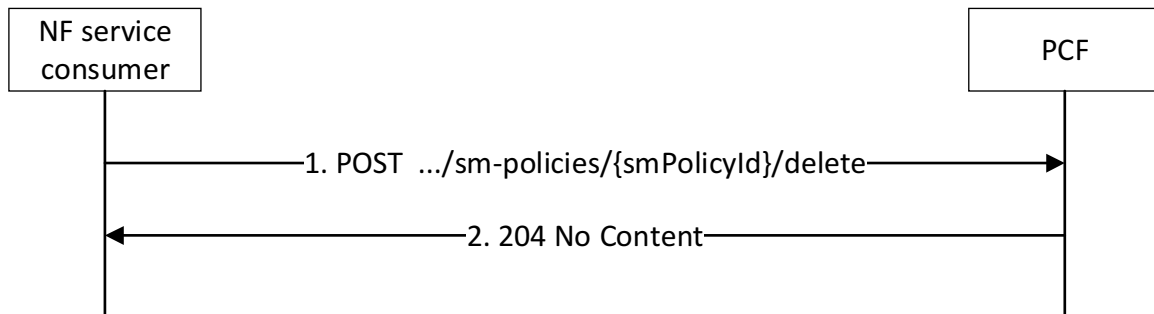 NF service
consumer
PCF
1. POST .../sm-policies/{smPolicyId}/delete
2. 204 No Content